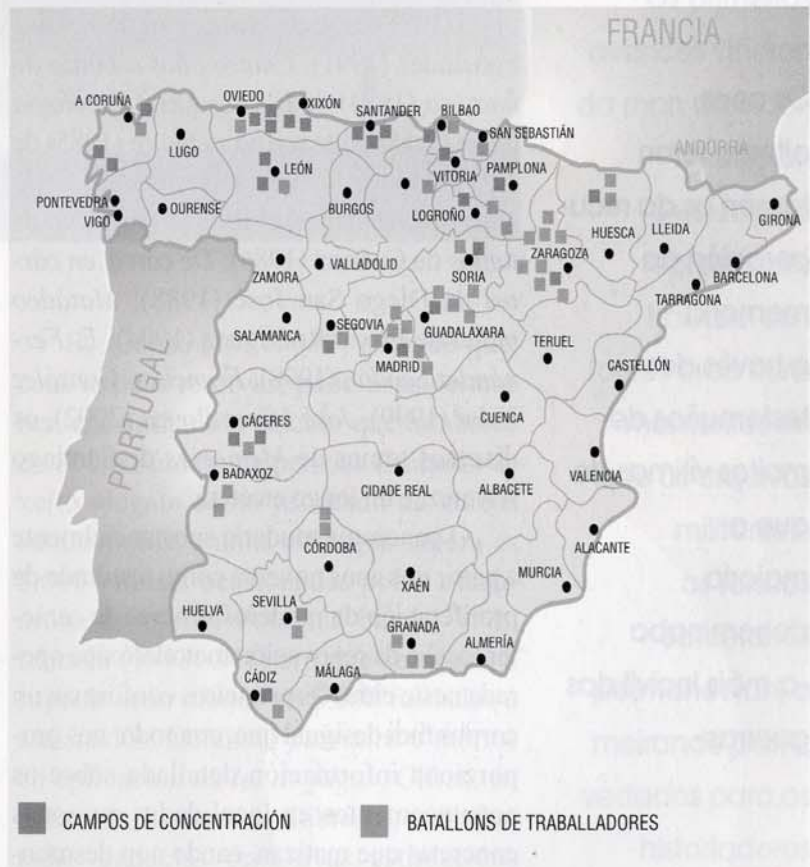 FRANCIA
A CORUÑA
OVIEDO
XIXÓN
SANTANDER
BILBAO
SAN SEBASTIÁN
LUGO
LEÓN
VITORIA
PAMPLONA
ANDORRA
PONTEVEDRA
VIGO
OURENSE
BURGOS
LOGROÑO
HUESCA
LLEIDA
GIRONA
ZAMORA
VALLADOLID
SORIA
ZARAGOZA
BARCELONA
TARRAGONA
SALAMANCA
SEGOVIA
GUADALAXARA
MADRID
TERUEL
CASTELLÓN
PORTUGAL
CUENCA
CÁCERES
BADAXOZ
CIDADE REAL
ALBACETE
VALENCIA
ALACANTE
CÓRDOBA
XAÉN
MURCIA
HUELVA
SEVILLA
GRANADA
ALMERÍA
CÁDIZ
MÁLAGA
CAMPOS DE CONCENTRACIÓN
BATALLÓNS DE TRABALLADORES